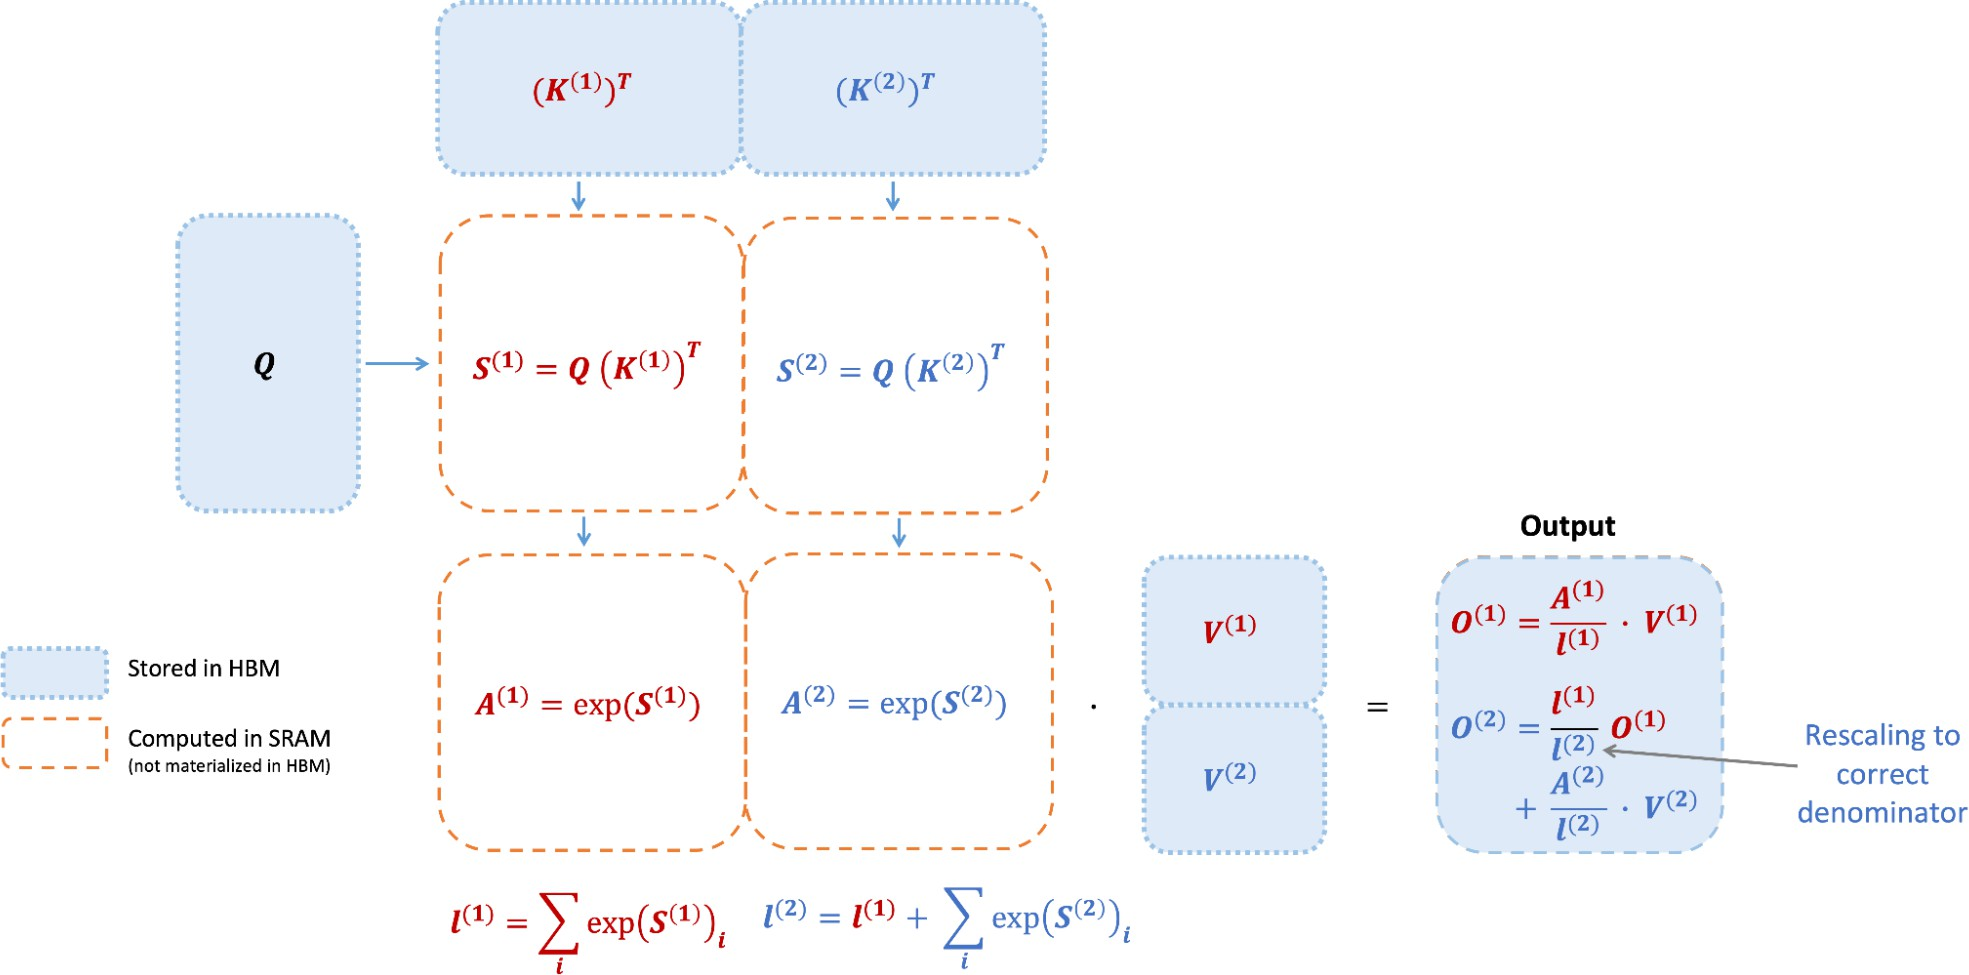 (K⁽¹⁾)ᵀ
(K⁽²⁾)ᵀ
Q
S⁽¹⁾ = Q (K⁽¹⁾)ᵀ
S⁽²⁾ = Q (K⁽²⁾)ᵀ
A⁽¹⁾ = exp(S⁽¹⁾)
A⁽²⁾ = exp(S⁽²⁾)
·
V⁽¹⁾
V⁽²⁾
=
Output
O⁽¹⁾ = A⁽¹⁾/l⁽¹⁾ · V⁽¹⁾
O⁽²⁾ = l⁽¹⁾/l⁽²⁾ O⁽¹⁾
+ A⁽²⁾/l⁽²⁾ · V⁽²⁾
Rescaling to
correct
denominator
Stored in HBM
Computed in SRAM
(not materialized in HBM)
l⁽¹⁾ = ∑ᵢ exp(S⁽¹⁾)ᵢ
l⁽²⁾ = l⁽¹⁾ + ∑ᵢ exp(S⁽²⁾)ᵢ